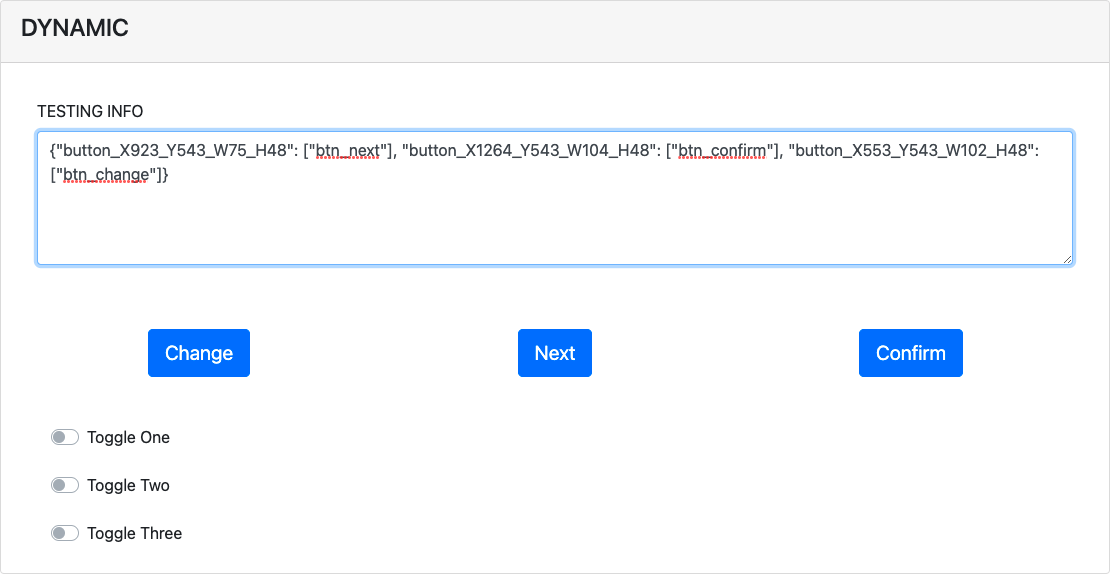 DYNAMIC
TESTING INFO
{"button_X923_Y543_W75_H48": ["btn_next"], "button_X1264_Y543_W104_H48": ["btn_confirm"], "button_X553_Y543_W102_H48":
["btn_change"]}
Change Next Confirm
Toggle One
Toggle Two
Toggle Three